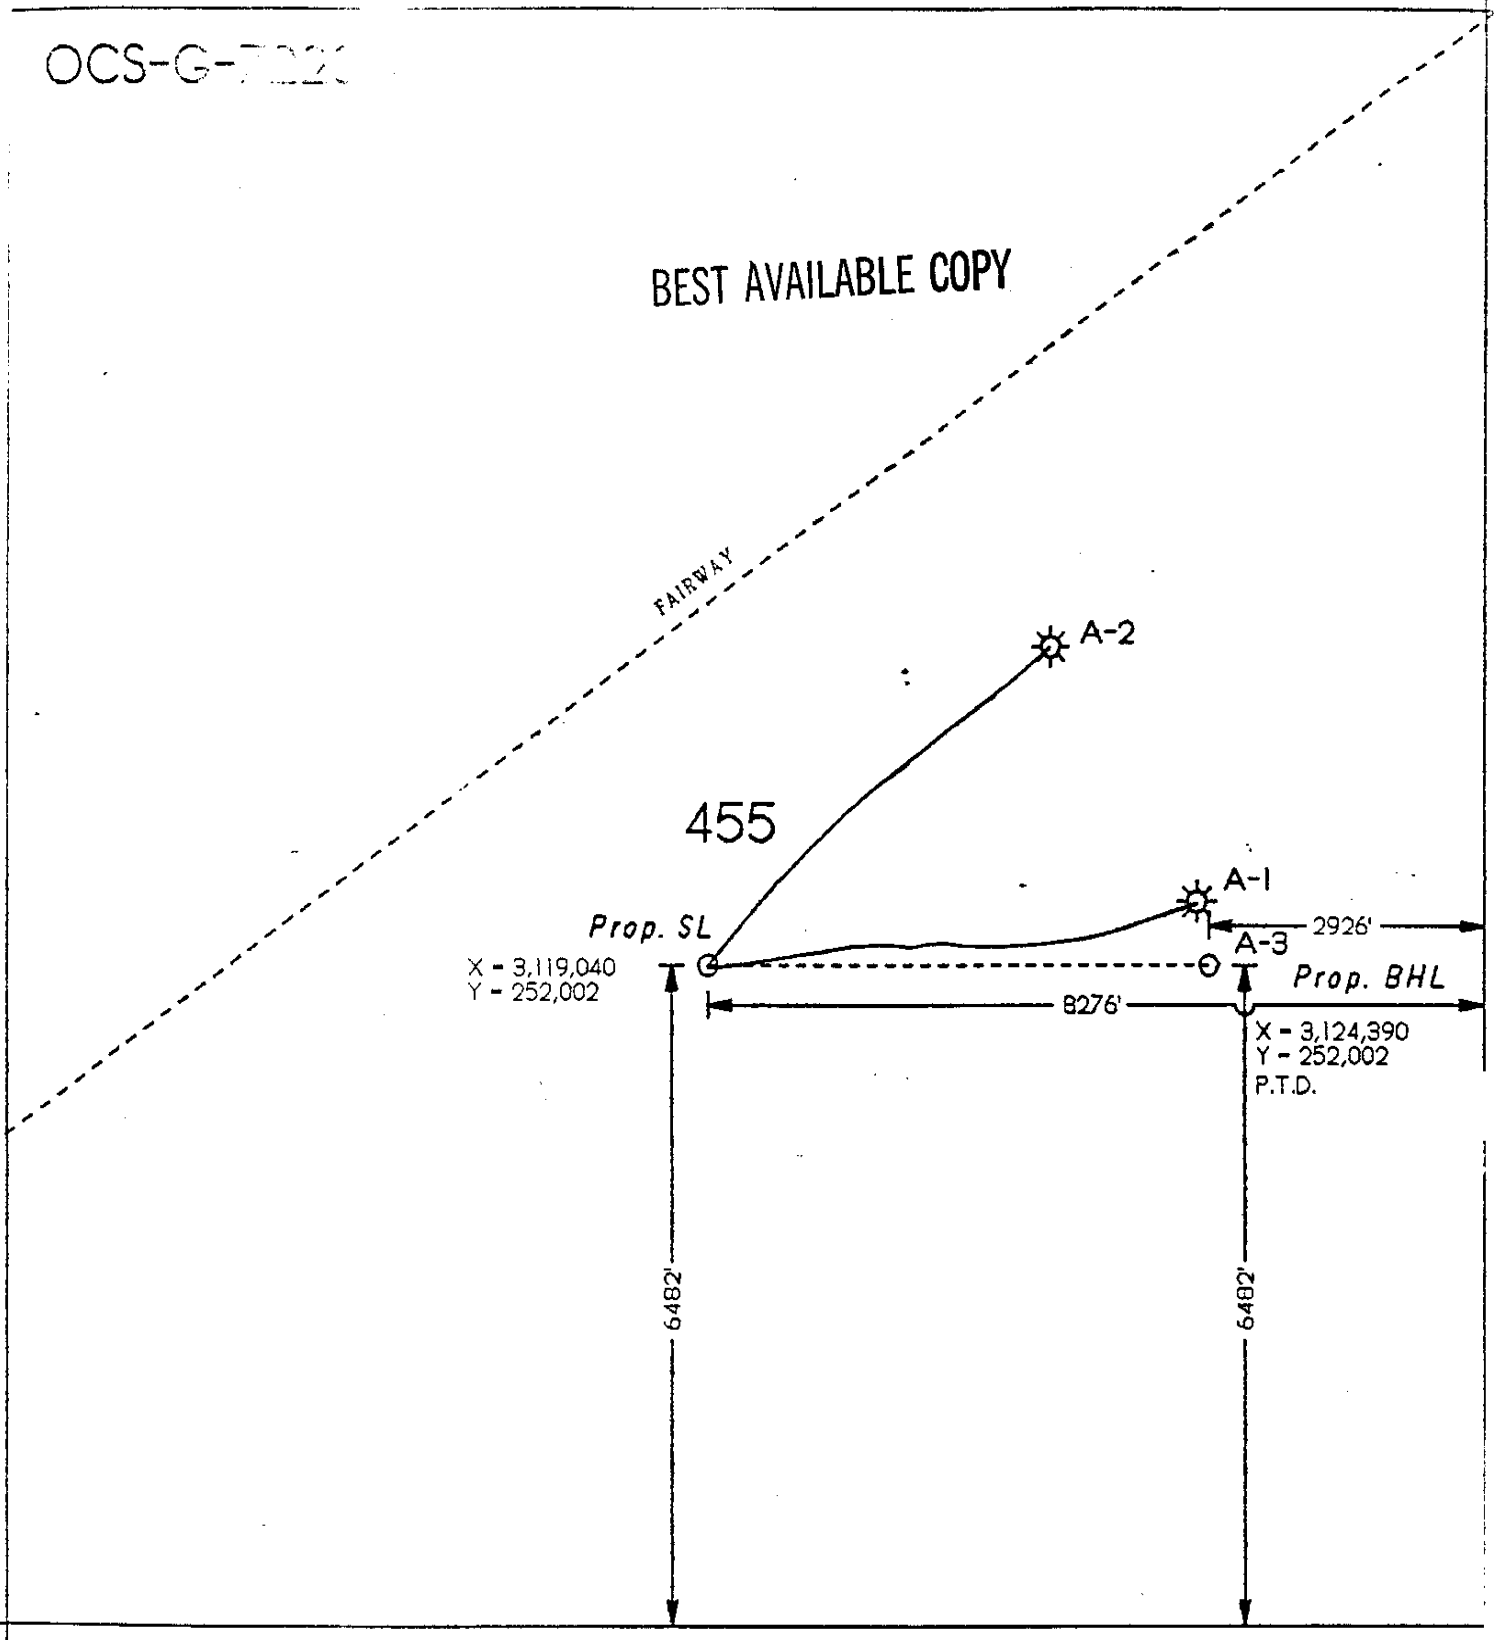 OCS-G-
BEST AVAILABLE COPY
FAIRWAY
A-2
455
A-1
Prop. SL
2926'
A-3
X - 3,119,040
Y - 252,002
Prop. BHL
8276'
X - 3,124,390
Y - 252,002
P.T.D.
6482'
6482'